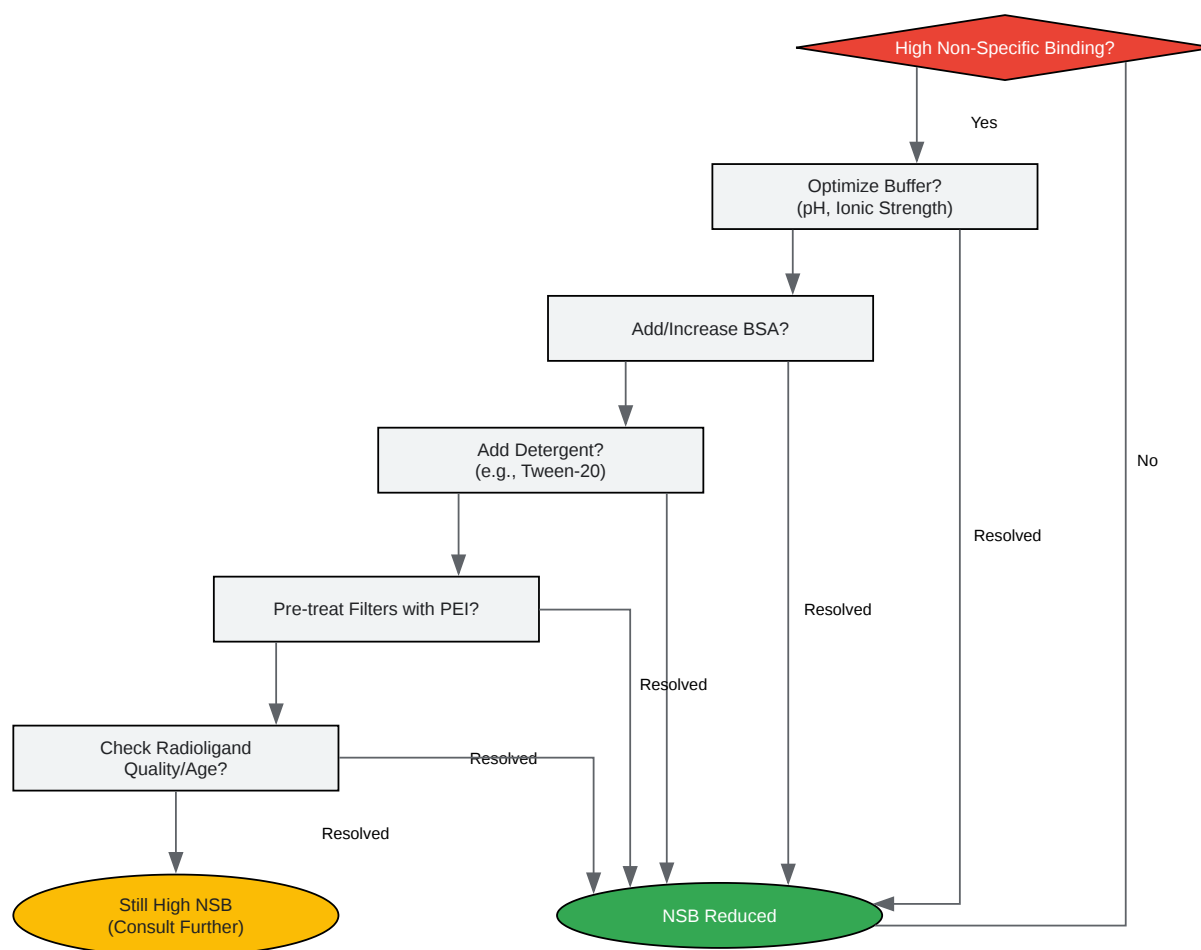 High Non-Specific Binding?
Yes
Optimize Buffer?
(pH, Ionic Strength)
Add/Increase BSA?
Add Detergent?
(e.g., Tween-20)
No
Resolved
Pre-treat Filters with PEI?
Resolved
Resolved
Check Radioligand
Quality/Age?
Resolved
Resolved
Still High NSB
(Consult Further)
NSB Reduced